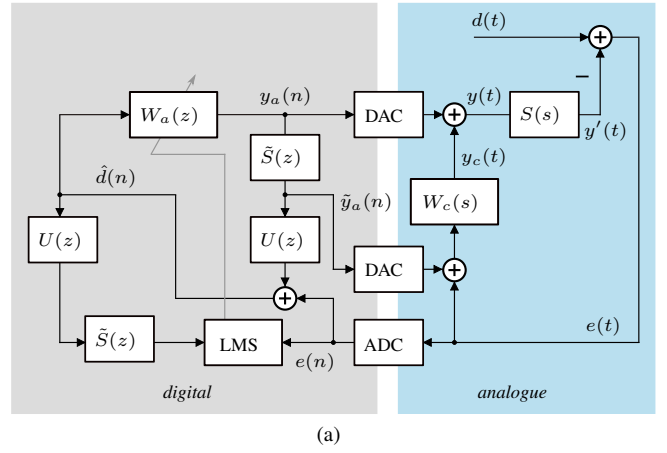 d(t)
+
−
W_a(z)
y_a(n)
DAC
+
y(t)
S(s)
y'(t)
S̃(z)
y_c(t)
d̂(n)
ỹ_a(n)
W_c(s)
U(z)
U(z)
DAC
+
+
S̃(z)
LMS
e(n)
ADC
e(t)
digital
analogue
(a)